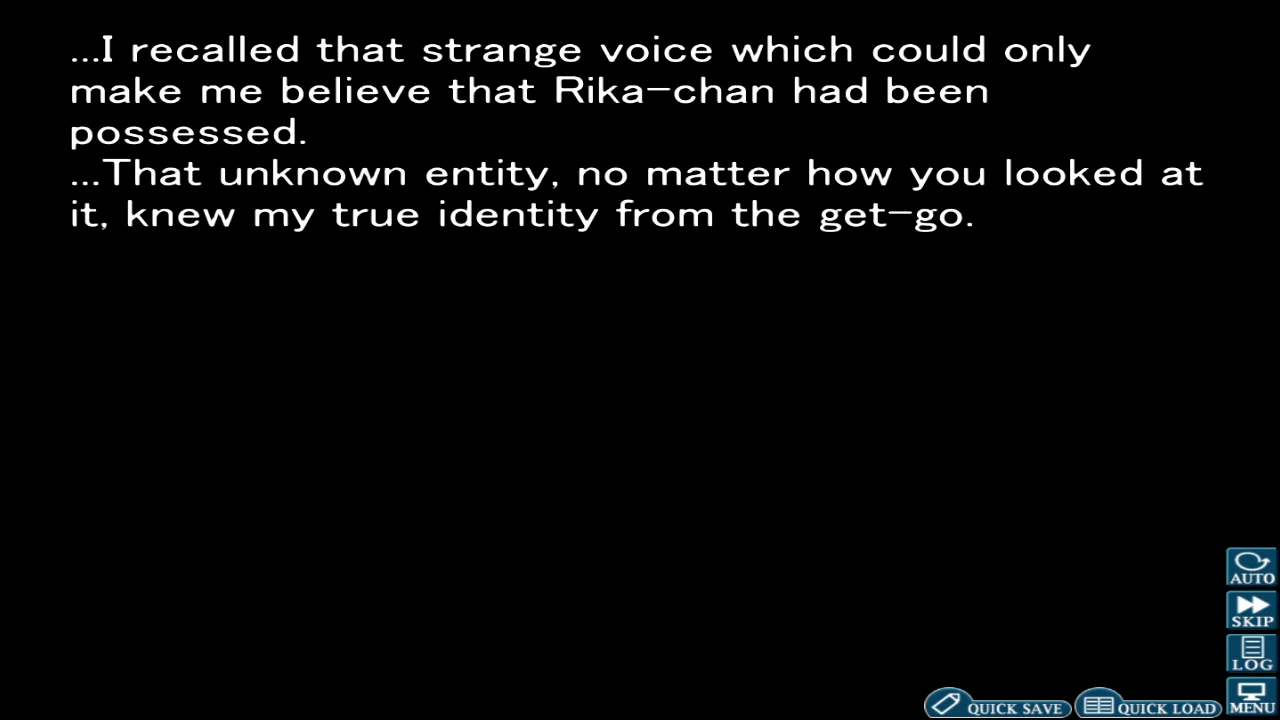 ...I recalled that strange voice which could only
make me believe that Rika-chan had been
possessed.
...That unknown entity, no matter how you looked at
it, knew my true identity from the get-go.
AUTO
SKIP
LOG
QUICK SAVE
QUICK LOAD
MENU